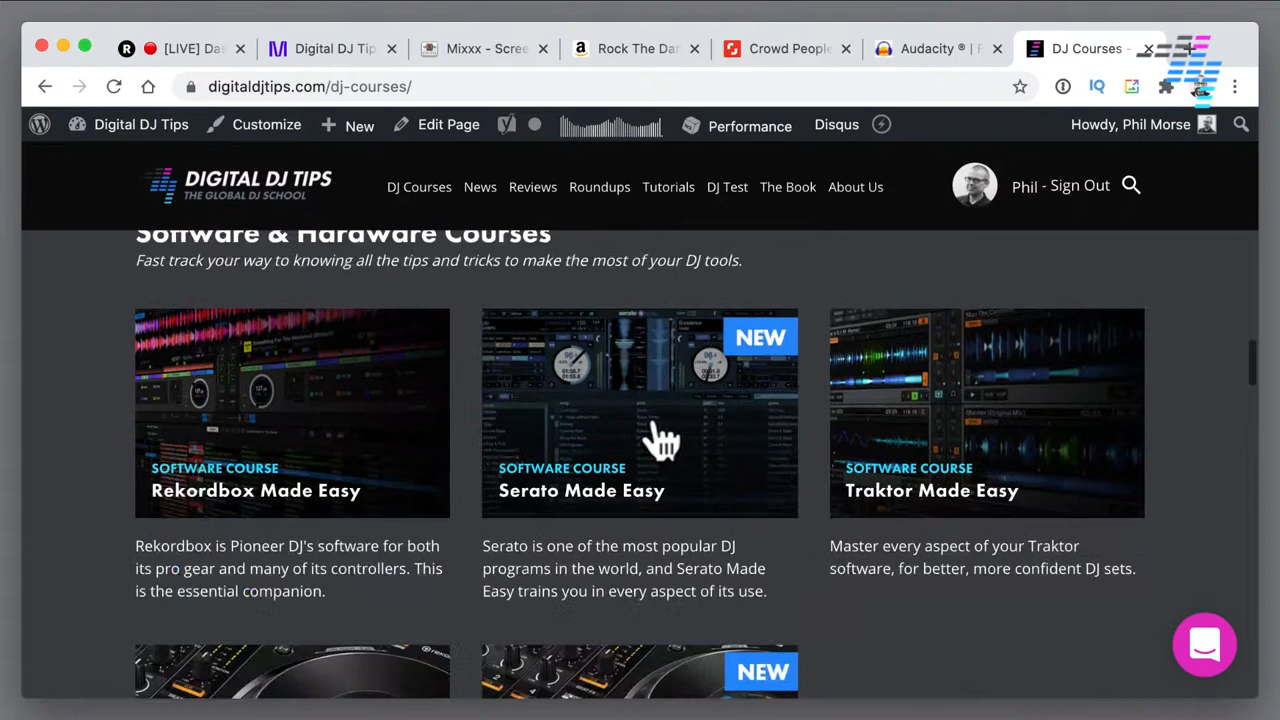 [LIVE] Das
Digital DJ Tip
Mixxx - Scree
Rock The Dan
Crowd People
Audacity ® | F
DJ Courses -
digitaldjtips.com/dj-courses/
Digital DJ Tips
Customize
New
Edit Page
Performance
Disqus
Howdy, Phil Morse
DIGITAL DJ TIPS
THE GLOBAL DJ SCHOOL
DJ Courses
News
Reviews
Roundups
Tutorials
DJ Test
The Book
About Us
Phil - Sign Out
Software & Hardware Courses
Fast track your way to knowing all the tips and tricks to make the most of your DJ tools.
SOFTWARE COURSE
Rekordbox Made Easy
Rekordbox is Pioneer DJ's software for both
its pro gear and many of its controllers. This
is the essential companion.
NEW
SOFTWARE COURSE
Serato Made Easy
Serato is one of the most popular DJ
programs in the world, and Serato Made
Easy trains you in every aspect of its use.
SOFTWARE COURSE
Traktor Made Easy
Master every aspect of your Traktor
software, for better, more confident DJ sets.
NEW